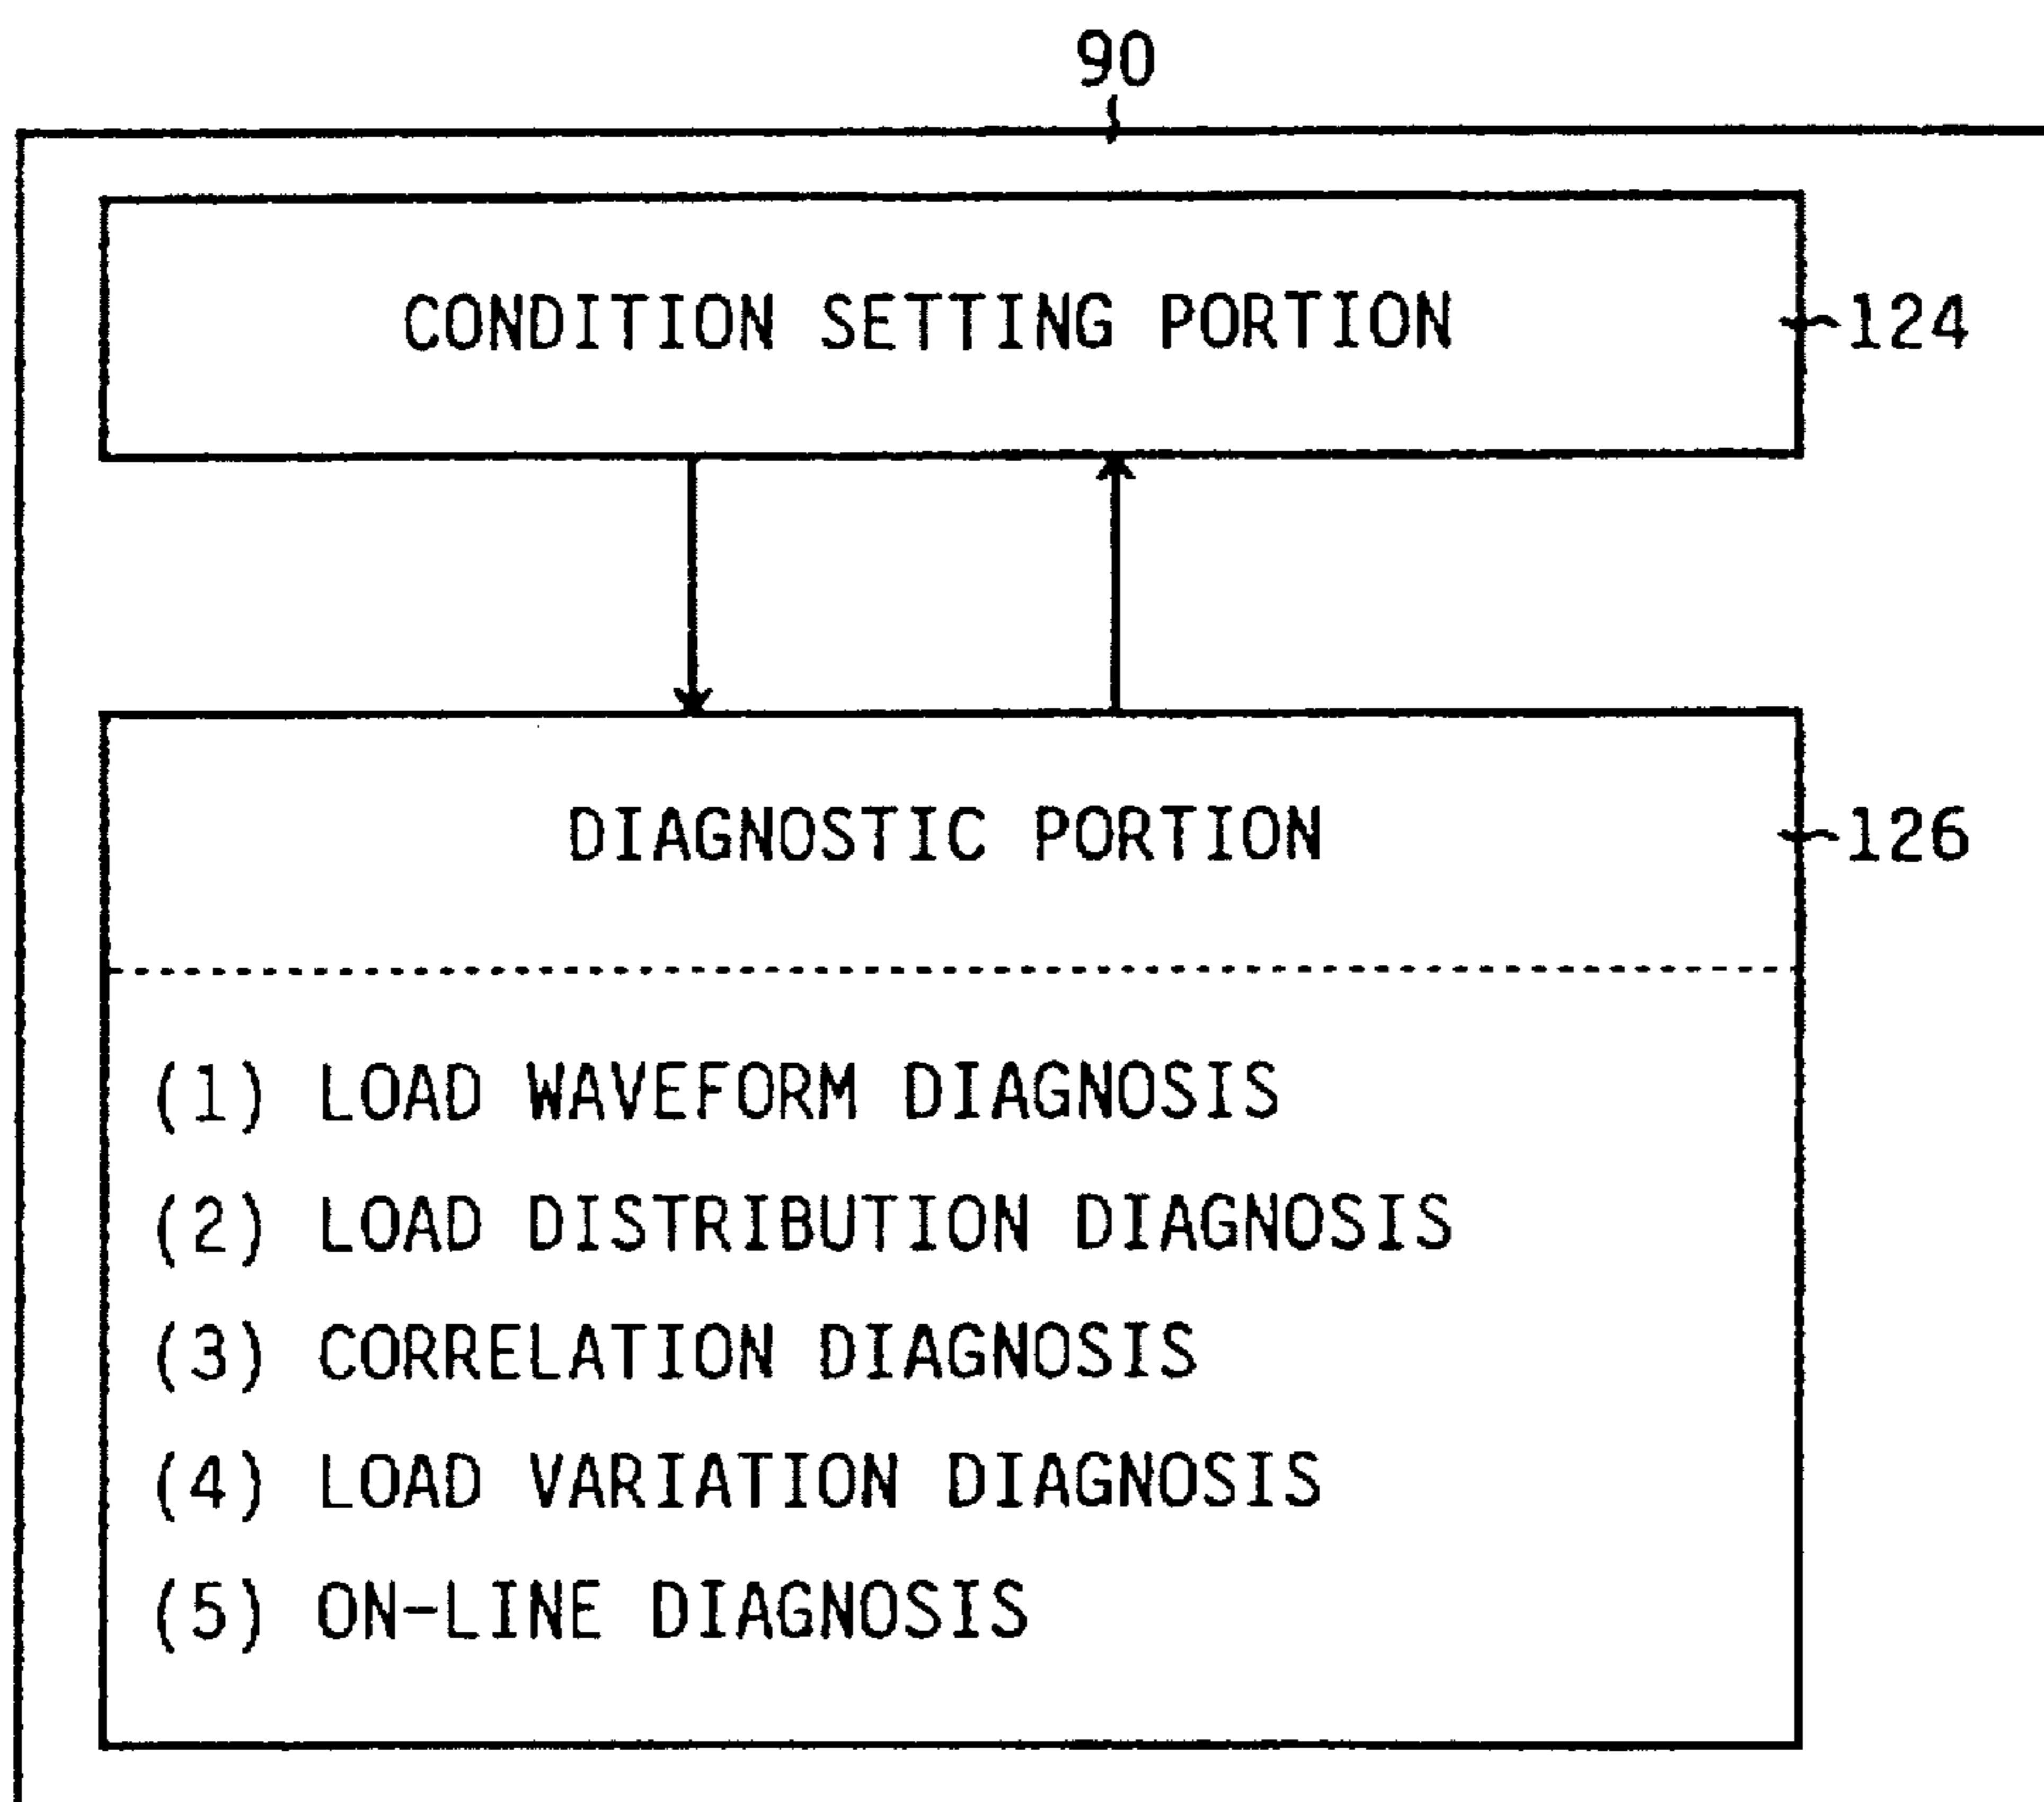 90
CONDITION SETTING PORTION
124
DIAGNOSTIC PORTION
126
(1) LOAD WAVEFORM DIAGNOSIS
(2) LOAD DISTRIBUTION DIAGNOSIS
(3) CORRELATION DIAGNOSIS
(4) LOAD VARIATION DIAGNOSIS
(5) ON-LINE DIAGNOSIS